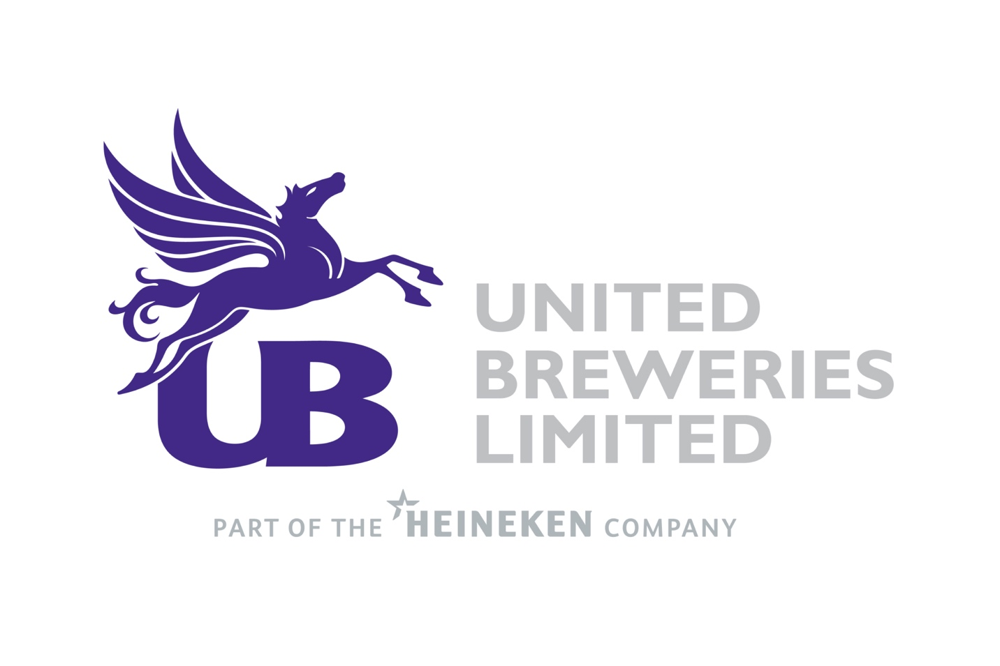 UB
UNITED
BREWERIES
LIMITED
PART OF THE HEINEKEN COMPANY